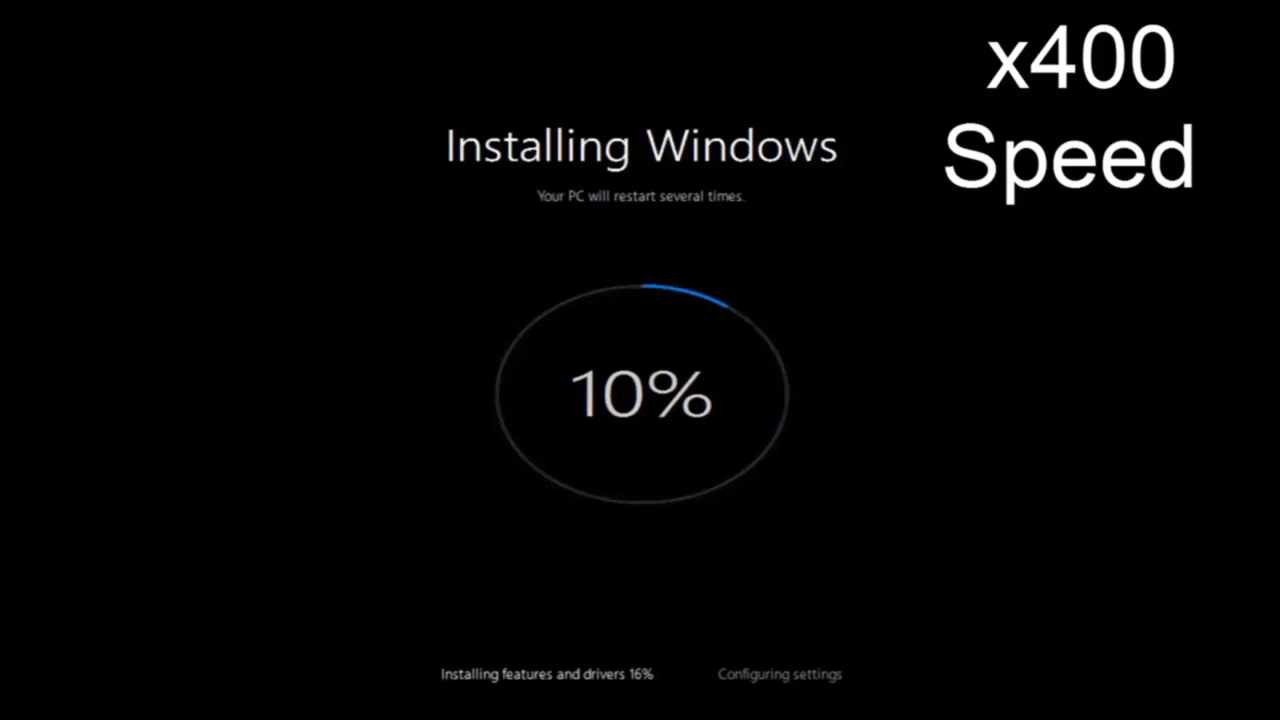 x400
Speed
Installing Windows
Your PC will restart several times.
10%
Installing features and drivers 16%
Configuring settings